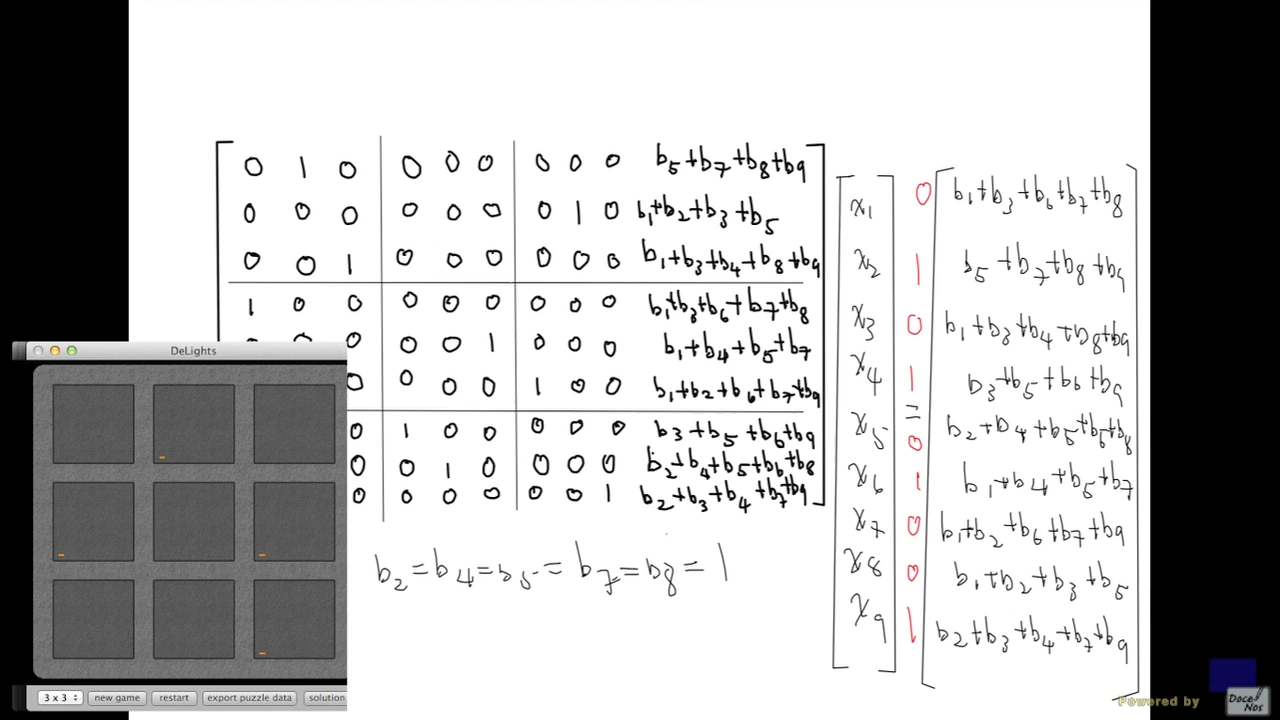 0 1 0 0 0 0 0 0 0 b5+b7+b8+b9
0 0 0 0 0 0 0 1 0 b1+b2+b3+b5
0 0 1 0 0 0 0 0 0 b1+b3+b4+b8+b9
1 0 0 0 0 0 0 0 0 b1+b3+b6+b7+b8
0 0 1 0 0 0 b1+b4+b5+b7
0 0 0 0 1 0 0 b1+b2+b6+b7+b9
0 1 0 0 0 0 0 b3+b5+b6+b9
0 0 1 0 0 0 0 b2+b4+b5+b6+b8
0 0 0 0 0 0 1 b2+b3+b4+b7+b9
x1 0 b1+b3+b6+b7+b8
x2 1 b5+b7+b8+b9
x3 0 b1+b3+b4+b8+b9
x4 1 b3+b5+b6+b9
x5 = 0 b2+b4+b5+b6+b8
x6 1 b1+b4+b5+b7
x7 0 b1+b2+b6+b7+b9
x8 0 b1+b2+b3+b5
x9 1 b2+b3+b4+b7+b9
b2=b4=b5=b7=b8=1
DeLights
3 x 3 new game restart export puzzle data solution
Powered by
Doce Nos